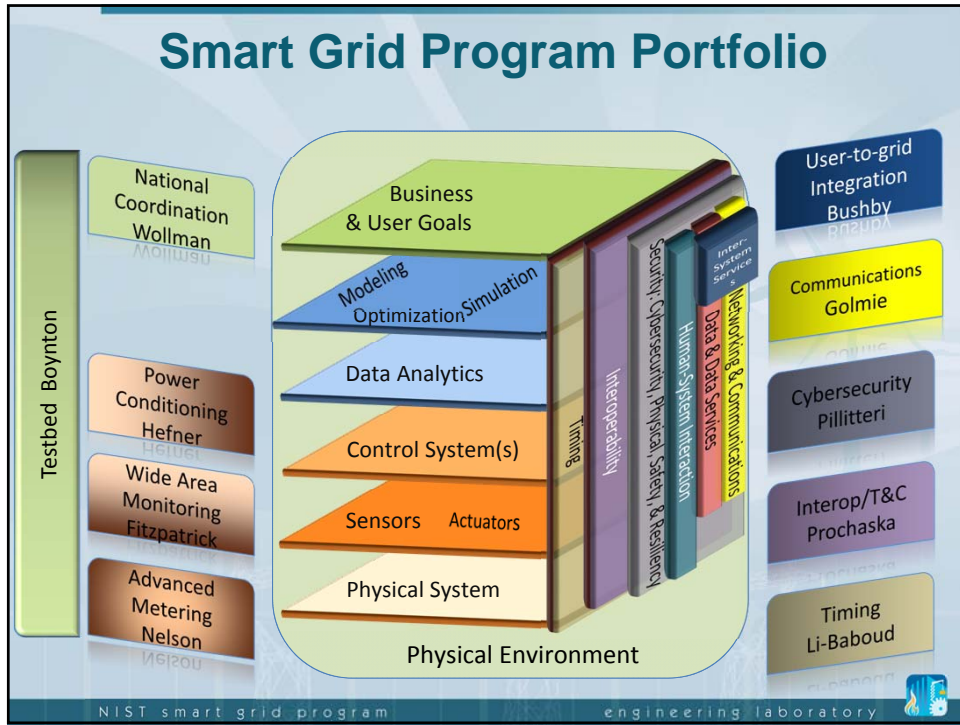 Smart Grid Program Portfolio
Testbed Boynton
National
Coordination
Wollman
Power
Conditioning
Hefner
Wide Area
Monitoring
Fitzpatrick
Advanced
Metering
Nelson
Business
& User Goals
Modeling
Optimization
Simulation
Data Analytics
Control System(s)
Sensors
Actuators
Physical System
Physical Environment
Timing
Interoperability
Security: Cybersecurity, Physical, Safety, & Resiliency
Human-System Interaction
Data & Data Services
Networking & Communications
Inter-
System
Service
s
User-to-grid
Integration
Bushby
Communications
Golmie
Cybersecurity
Pillitteri
Interop/T&C
Prochaska
Timing
Li-Baboud
NIST smart grid program
engineering laboratory